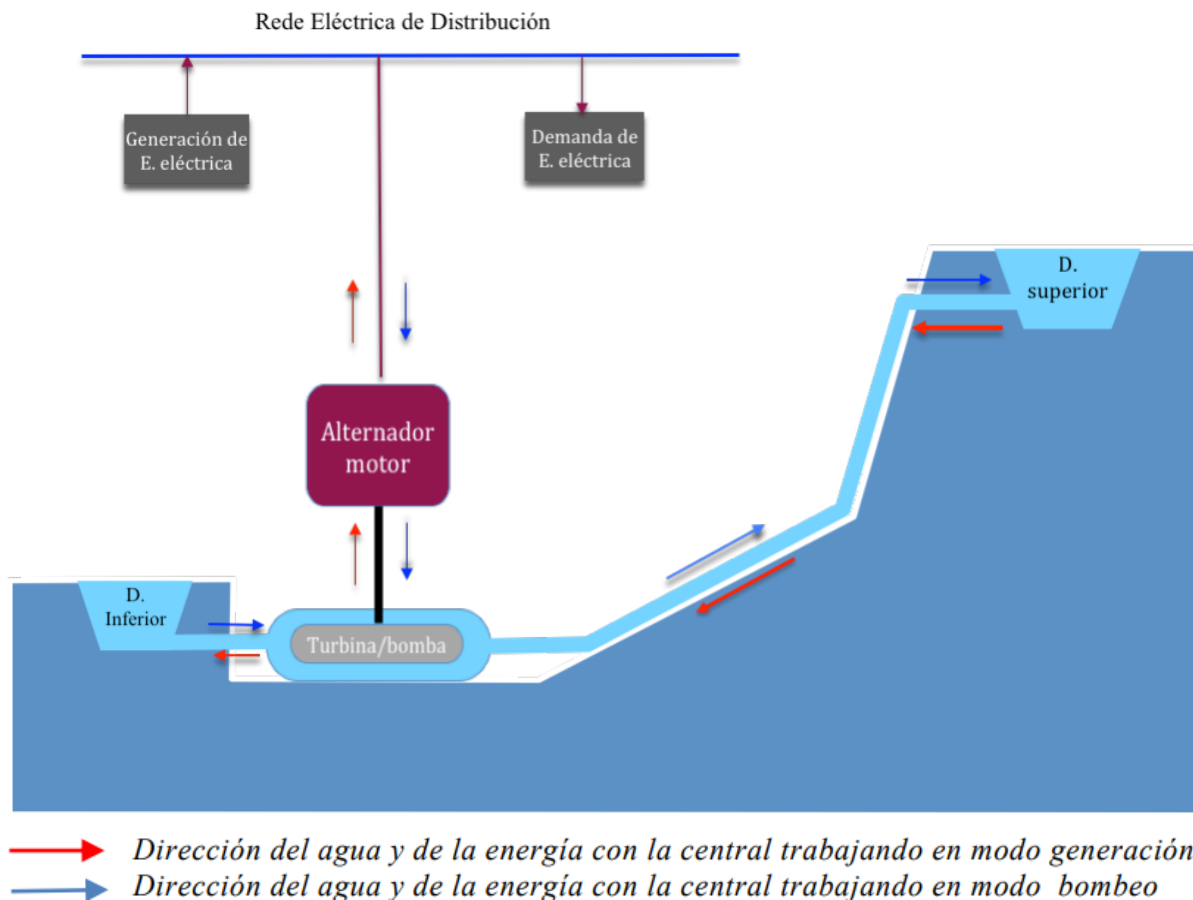 Rede Eléctrica de Distribución
Generación de
E. eléctrica
Demanda de
E. eléctrica
D.
superior
Alternador
motor
D.
Inferior
Turbina/bomba
Dirección del agua y de la energía con la central trabajando en modo generación
Dirección del agua y de la energía con la central trabajando en modo bombeo